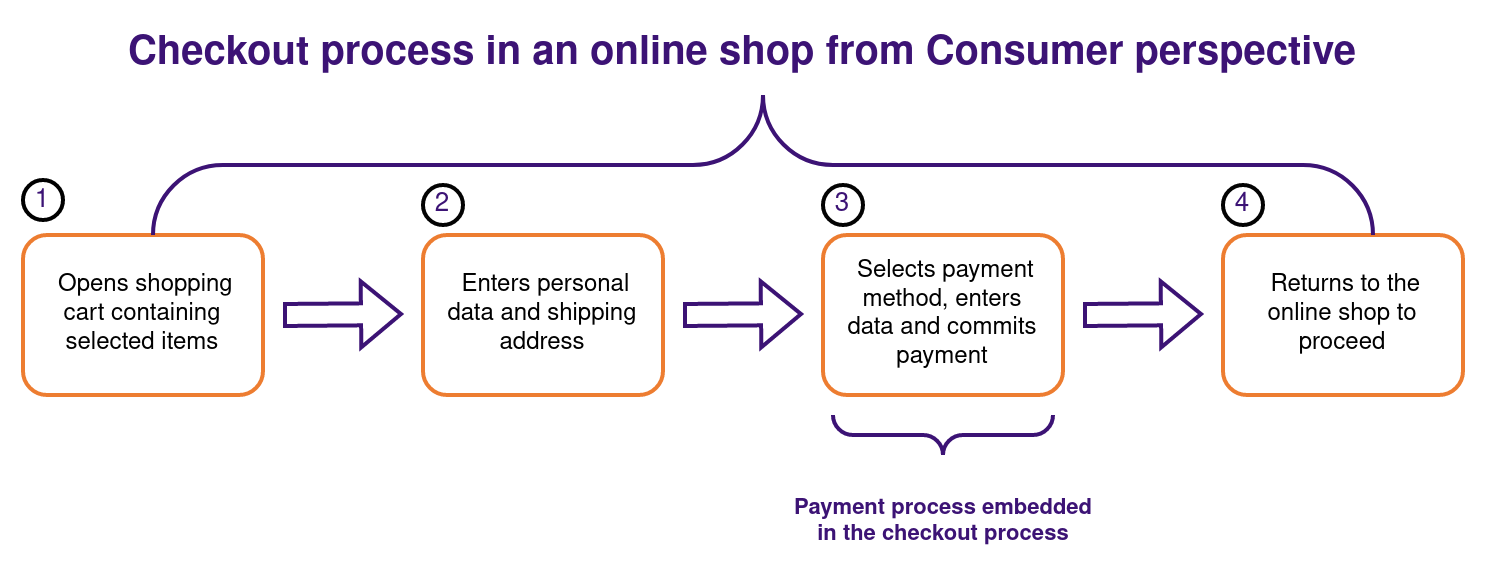 Checkout process in an online shop from Consumer perspective
1
Opens shopping
cart containing
selected items
2
Enters personal
data and shipping
address
3
Selects payment
method, enters
data and commits
payment
4
Returns to the
online shop to
proceed
Payment process embedded
in the checkout process